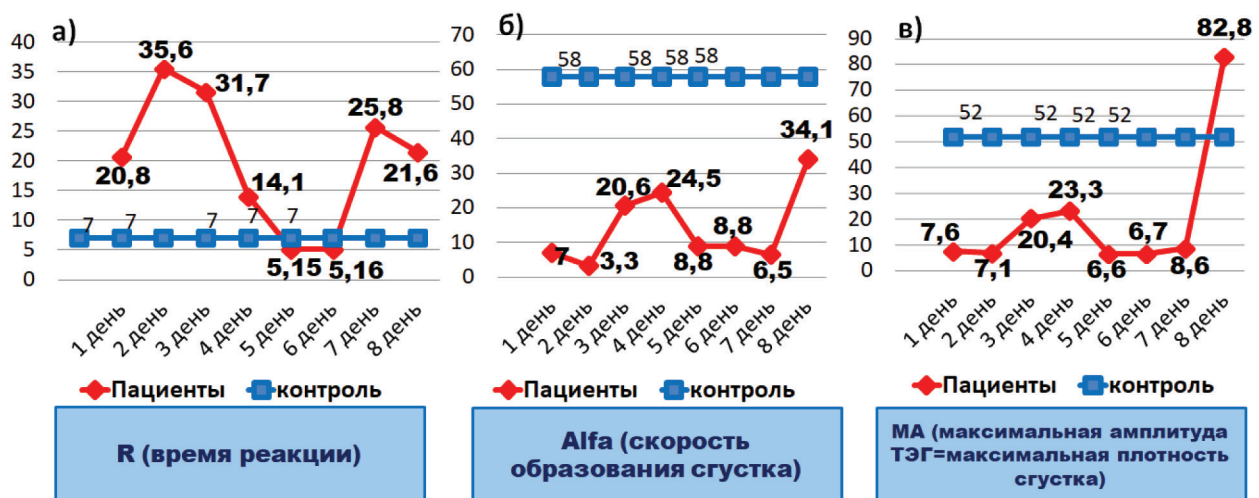 а)
40
35
30
25
20
15
10
5
0
20,8
35,6
31,7
14,1
5,15
5,16
25,8
21,6
7
7
7
7
7
1 день
2 день
3 день
4 день
5 день
6 день
7 день
8 день
Пациенты
контроль
R (время реакции)
б)
70
60
50
40
30
20
10
0
58
58
58
58
7
3,3
20,6
24,5
8,8
8,8
6,5
34,1
1 день
2 день
3 день
4 день
5 день
6 день
7 день
8 день
Пациенты
контроль
Alfa (скорость
образования сгустка)
в)
90
80
70
60
50
40
30
20
10
0
52
52
52
52
7,6
7,1
20,4
23,3
6,6
6,7
8,6
82,8
1 день
2 день
3 день
4 день
5 день
6 день
7 день
8 день
Пациенты
контроль
МА (максимальная амплитуда
ТЭГ=максимальная плотность
сгустка)